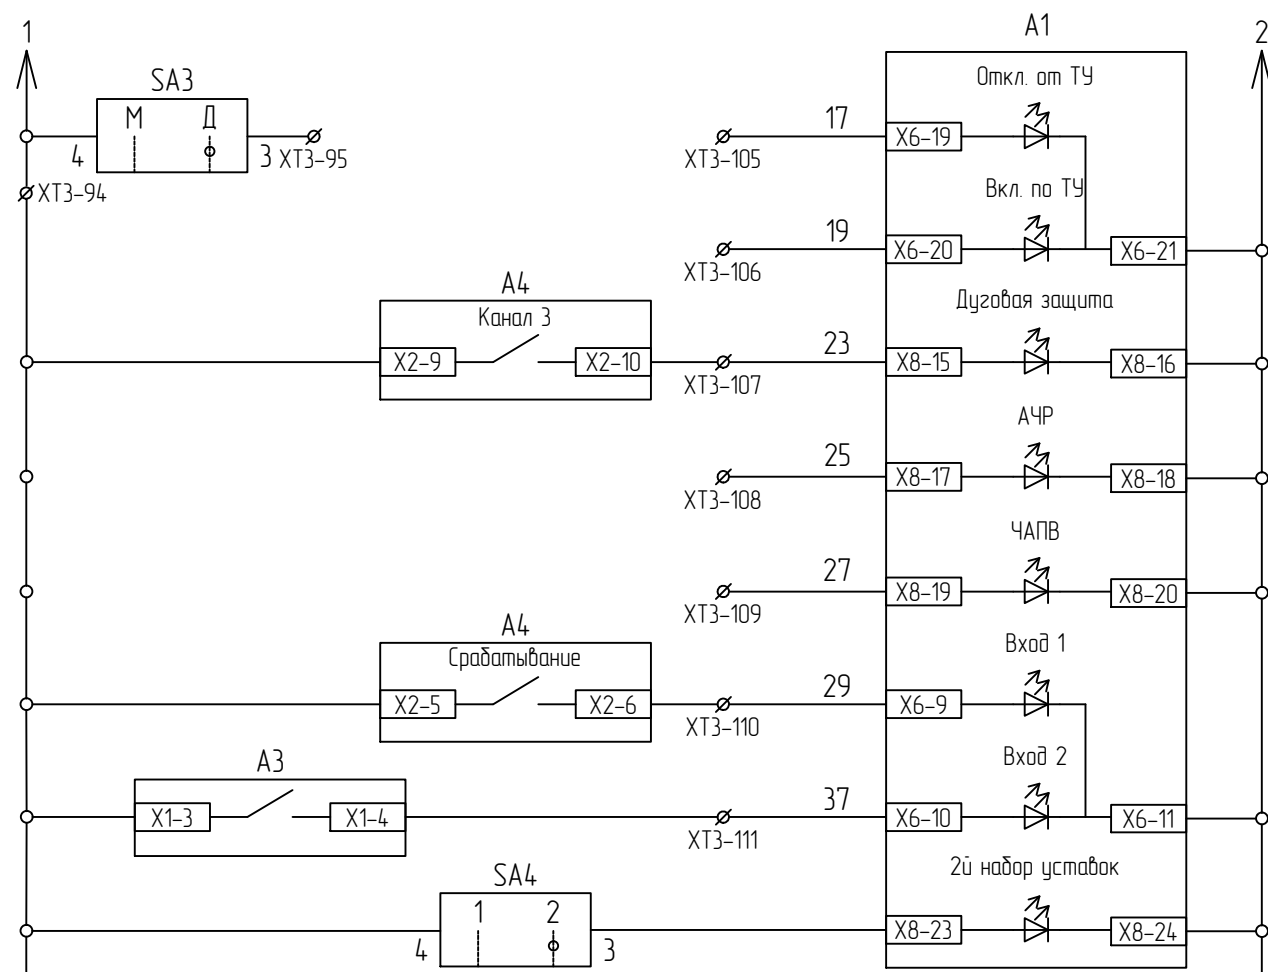 1
A1
2
SA3
Откл. от ТУ
М Д
17
X6-19
4
3
XT3-95
XT3-105
XT3-94
Вкл. по ТУ
19
X6-20
X6-21
XT3-106
A4
Дуговая защита
Канал 3
23
X2-9
X2-10
X8-15
X8-16
XT3-107
АЧР
25
X8-17
X8-18
XT3-108
ЧАПВ
27
X8-19
X8-20
XT3-109
A4
Вход 1
Срабатывание
29
X2-5
X2-6
X6-9
XT3-110
A3
Вход 2
37
X1-3
X1-4
X6-10
X6-11
XT3-111
SA4
2й набор уставок
1 2
X8-23
X8-24
4
3